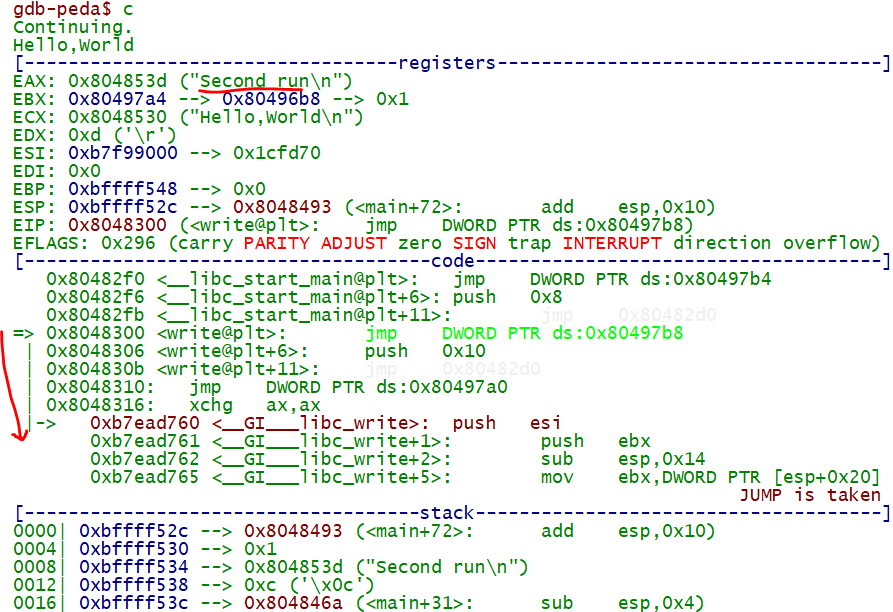 gdb-peda$ c
Continuing.
Hello,World
[----------------------------------registers-----------------------------------]
EAX: 0x804853d ("Second run\n")
EBX: 0x80497a4 --> 0x80496b8 --> 0x1
ECX: 0x8048530 ("Hello,World\n")
EDX: 0xd ('\r')
ESI: 0xb7f99000 --> 0x1cfd70
EDI: 0x0
EBP: 0xbffff548 --> 0x0
ESP: 0xbffff52c --> 0x8048493 (<main+72>: add esp,0x10)
EIP: 0x8048300 (<write@plt>: jmp DWORD PTR ds:0x80497b8)
EFLAGS: 0x296 (carry PARITY ADJUST zero SIGN trap INTERRUPT direction overflow)
[-------------------------------------code-------------------------------------]
0x80482f0 <__libc_start_main@plt>: jmp DWORD PTR ds:0x80497b4
0x80482f6 <__libc_start_main@plt+6>: push 0x8
0x80482fb <__libc_start_main@plt+11>: jmp 0x80482d0
=> 0x8048300 <write@plt>: jmp DWORD PTR ds:0x80497b8
| 0x8048306 <write@plt+6>: push 0x10
| 0x804830b <write@plt+11>: jmp 0x80482d0
| 0x8048310: jmp DWORD PTR ds:0x80497a0
| 0x8048316: xchg ax,ax
|-> 0xb7ead760 <__GI___libc_write>: push esi
0xb7ead761 <__GI___libc_write+1>: push ebx
0xb7ead762 <__GI___libc_write+2>: sub esp,0x14
0xb7ead765 <__GI___libc_write+5>: mov ebx,DWORD PTR [esp+0x20]
JUMP is taken
[------------------------------------stack-------------------------------------]
0000| 0xbffff52c --> 0x8048493 (<main+72>: add esp,0x10)
0004| 0xbffff530 --> 0x1
0008| 0xbffff534 --> 0x804853d ("Second run\n")
0012| 0xbffff538 --> 0xc ('\x0c')
0016| 0xbffff53c --> 0x804846a (<main+31>: sub esp,0x4)